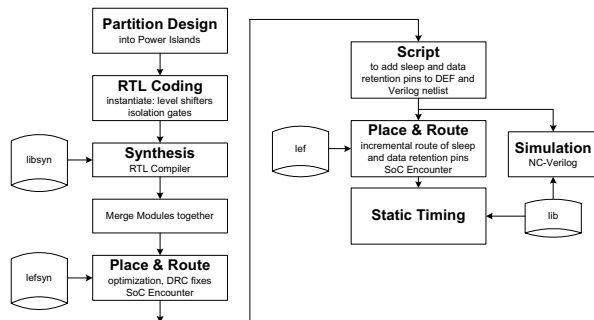 Partition Design
into Power Islands
RTL Coding
instantiate: level shifters
isolation gates
libsyn
Synthesis
RTL Compiler
Merge Modules together
lefsyn
Place & Route
optimization, DRC fixes
SoC Encounter
Script
to add sleep and data
retention pins to DEF and
Verilog netlist
lef
Place & Route
incremental route of sleep
and data retention pins
SoC Encounter
Simulation
NC-Verilog
Static Timing
lib